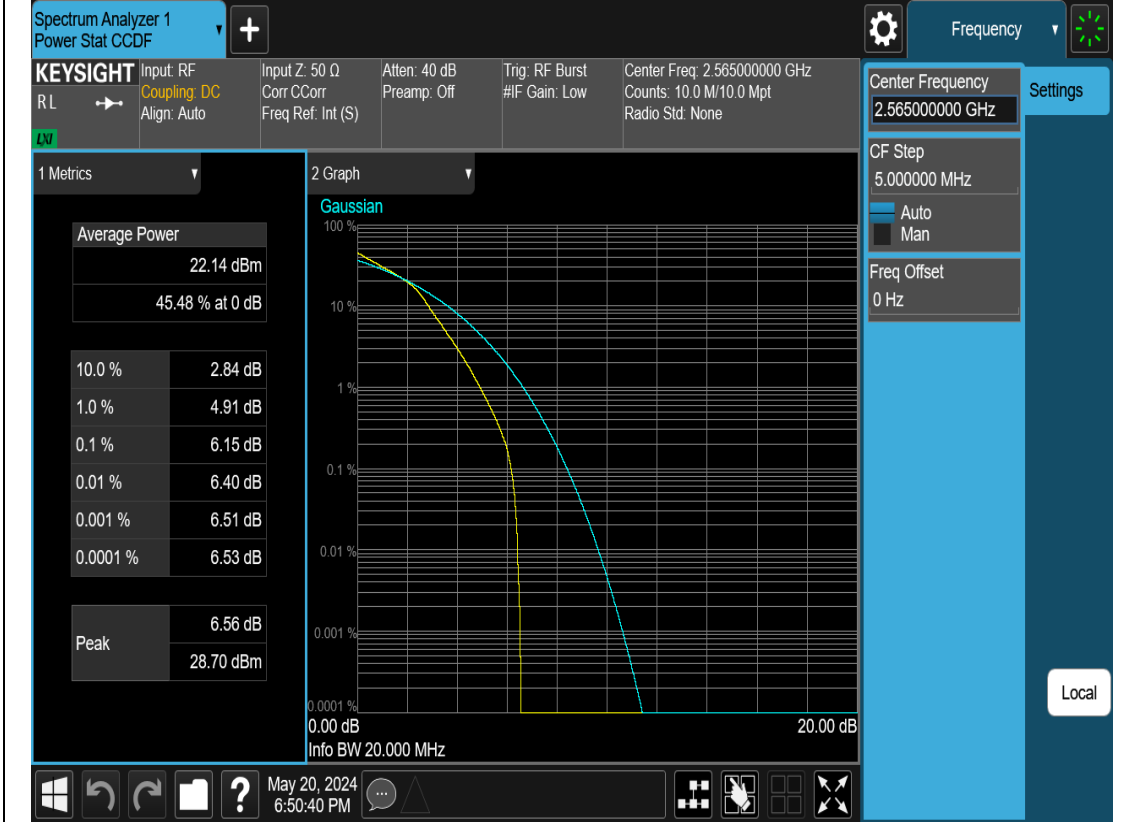 Spectrum Analyzer 1
Power Stat CCDF
Frequency
KEYSIGHT
RL
LXI
Input: RF
Coupling: DC
Align: Auto
Input Z: 50 Ω
Corr CCorr
Freq Ref: Int (S)
Atten: 40 dB
Preamp: Off
Trig: RF Burst
#IF Gain: Low
Center Freq: 2.565000000 GHz
Counts: 10.0 M/10.0 Mpt
Radio Std: None
Center Frequency
2.565000000 GHz
CF Step
5.000000 MHz
Auto
Man
Freq Offset
0 Hz
Settings
Local
1 Metrics
Average Power
22.14 dBm
45.48 % at 0 dB
10.0 % 2.84 dB
1.0 % 4.91 dB
0.1 % 6.15 dB
0.01 % 6.40 dB
0.001 % 6.51 dB
0.0001 % 6.53 dB
Peak
6.56 dB
28.70 dBm
2 Graph
Gaussian
100 %
10 %
1 %
0.1 %
0.01 %
0.001 %
0.0001 %
0.00 dB 20.00 dB
Info BW 20.000 MHz
?
May 20, 2024
6:50:40 PM